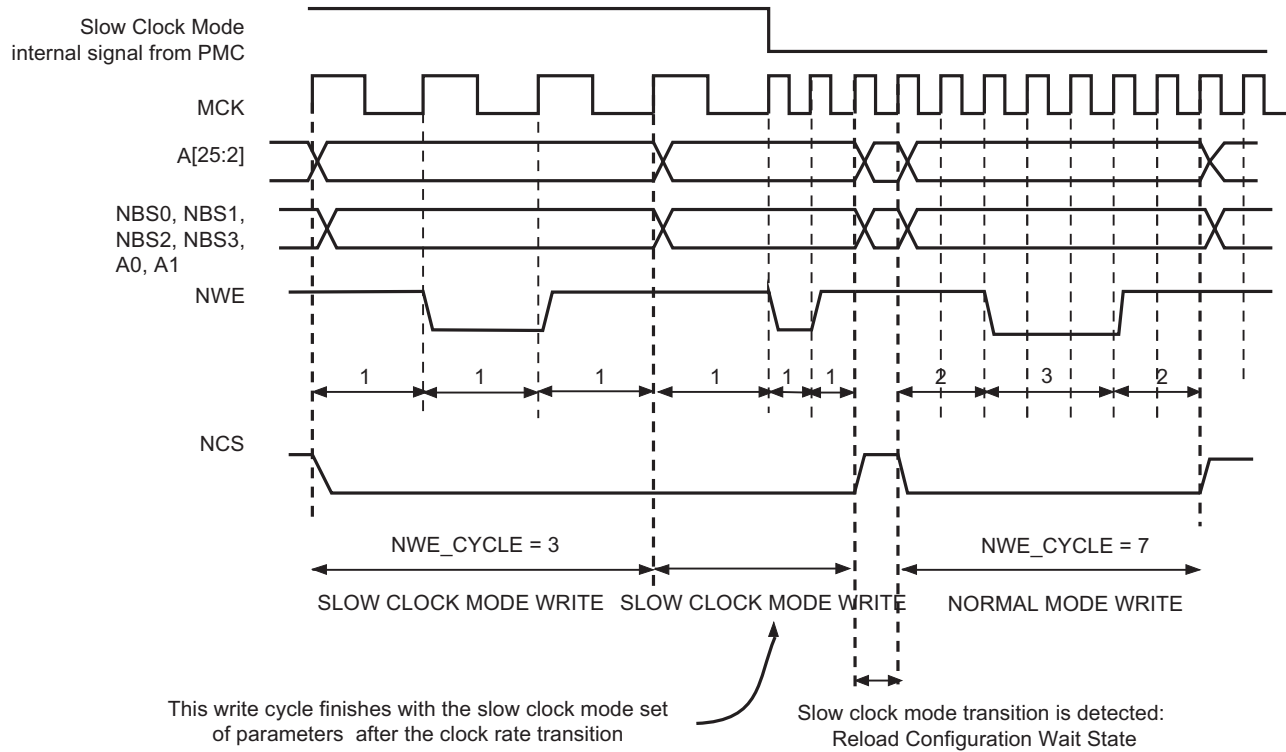 Slow Clock Mode
internal signal from PMC
MCK
A[25:2]
NBS0, NBS1,
NBS2, NBS3,
A0, A1
NWE
1 1 1 1 1 1 2 3 2
NCS
NWE_CYCLE = 3 NWE_CYCLE = 7
SLOW CLOCK MODE WRITE SLOW CLOCK MODE WRITE NORMAL MODE WRITE
This write cycle finishes with the slow clock mode set
of parameters after the clock rate transition
Slow clock mode transition is detected:
Reload Configuration Wait State